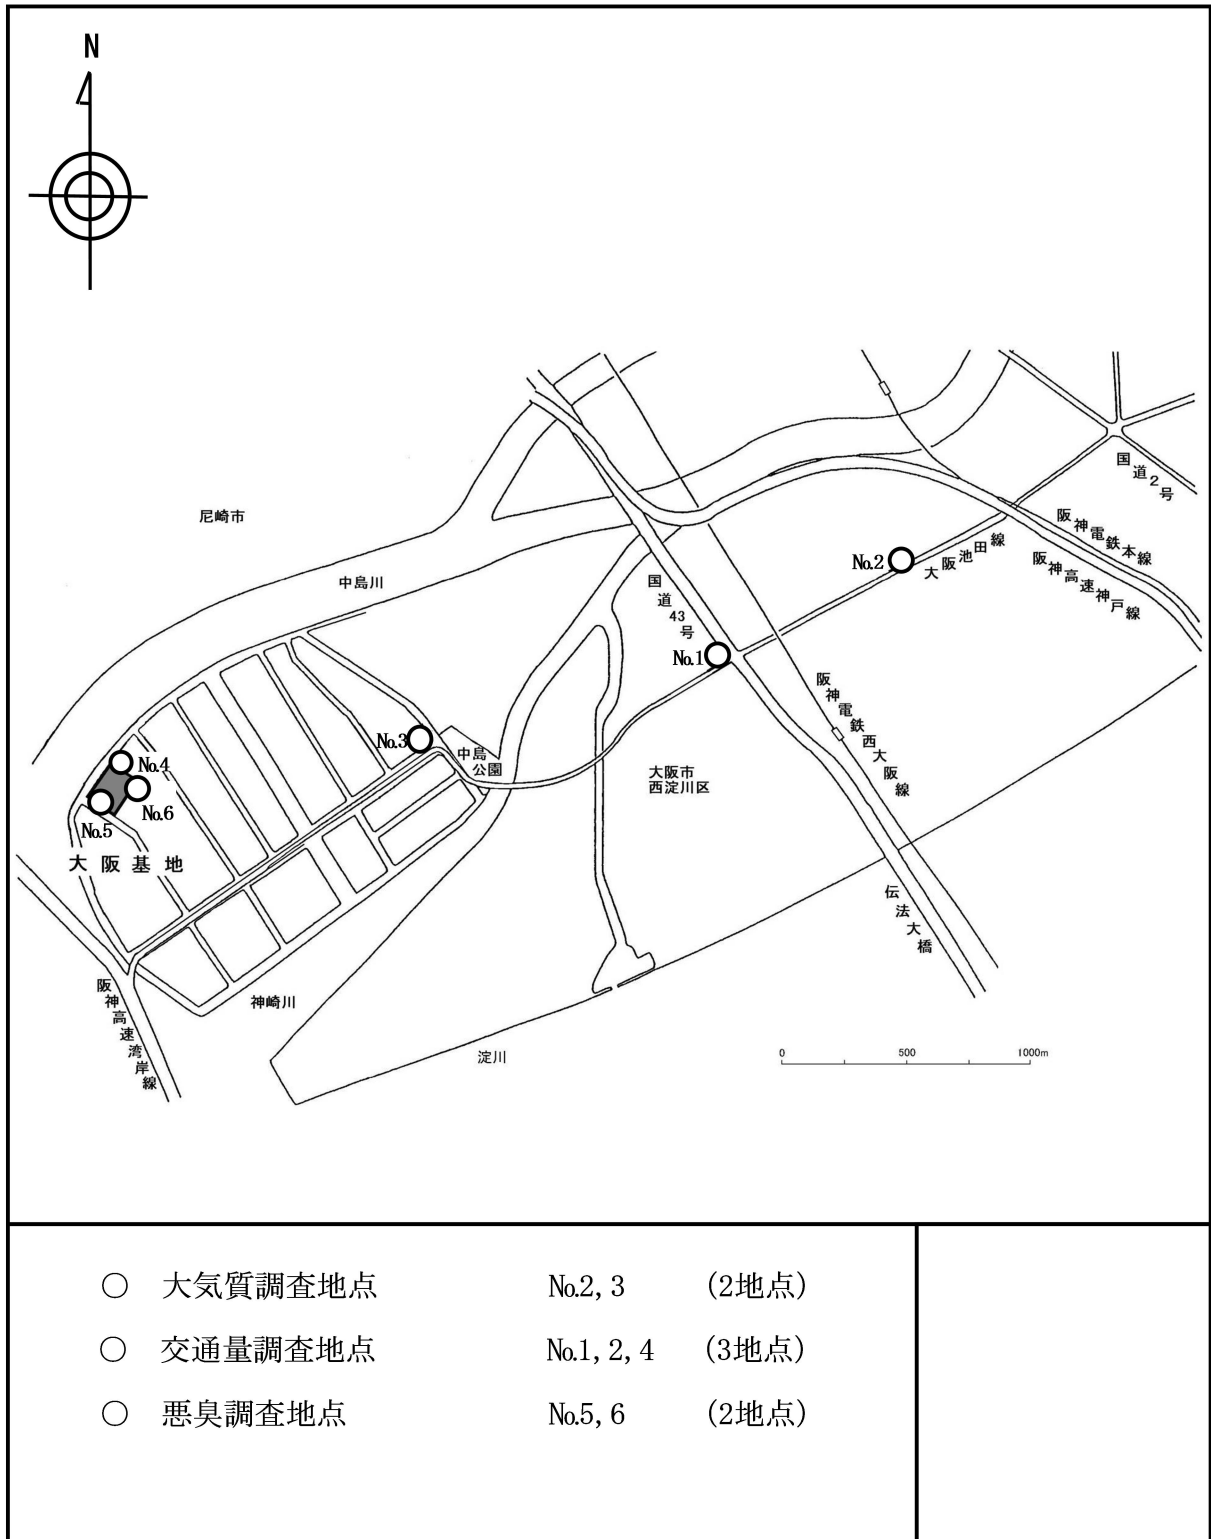 N
尼崎市
中島川
国道2号
阪神電鉄本線
阪神高速神戸線
大阪池田線
No.2
国道43号
No.1
阪神電鉄西大阪線
No.3
中島
公園
大阪市
西淀川区
No.4
No.6
No.5
大阪基地
伝法大橋
阪神高速湾岸線
神崎川
淀川
0 500 1000m
○ 大気質調査地点 №2, 3 (2地点)
○ 交通量調査地点 №1, 2, 4 (3地点)
○ 悪臭調査地点 №5, 6 (2地点)